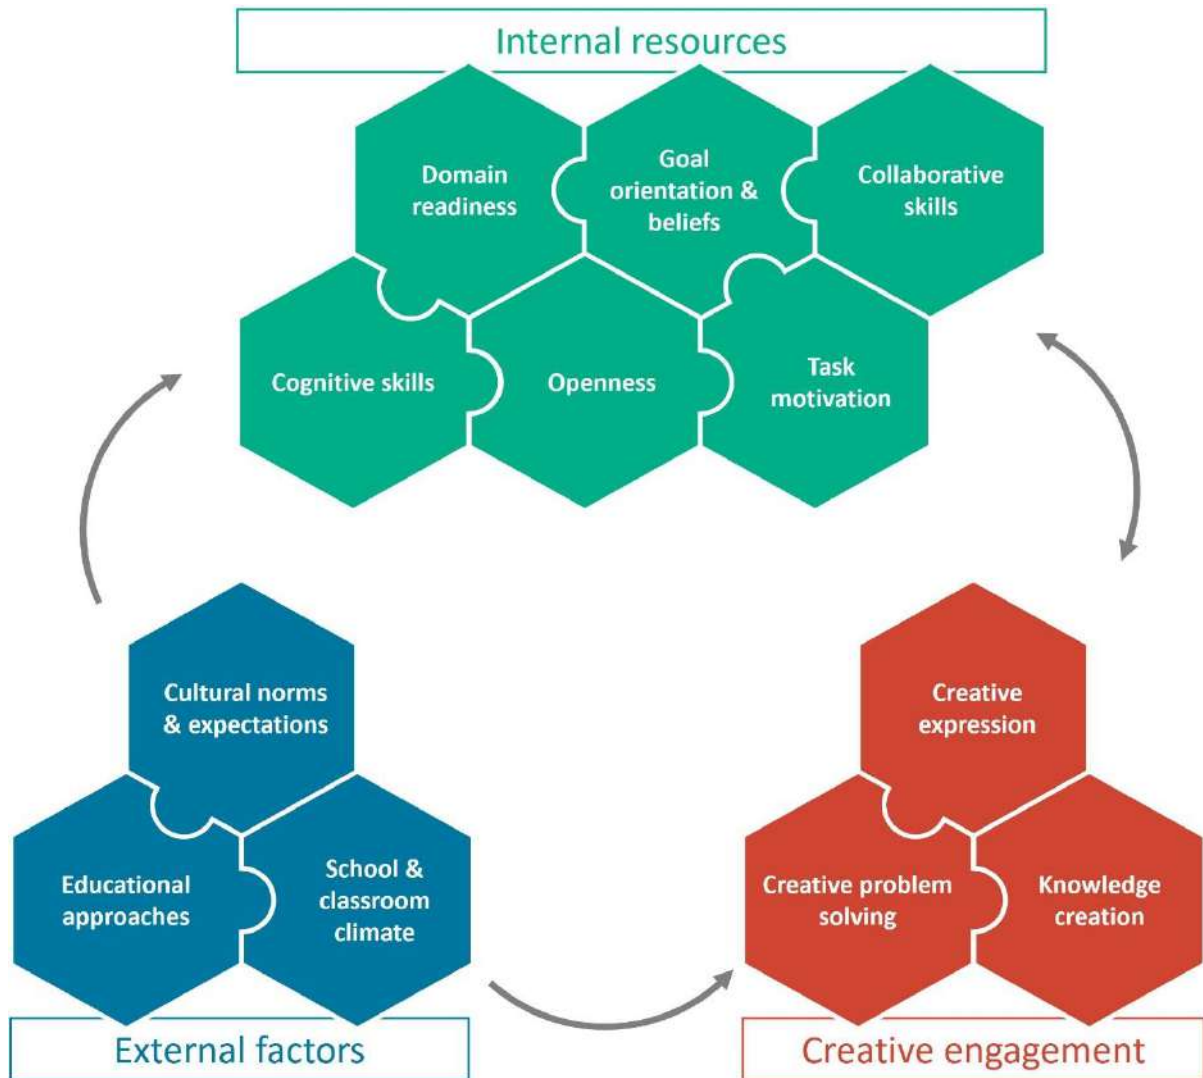 Internal resources
Domain
readiness
Goal
orientation &
beliefs
Collaborative
skills
Cognitive skills
Openness
Task
motivation
Cultural norms
& expectations
Educational
approaches
School &
classroom
climate
External factors
Creative
expression
Creative problem
solving
Knowledge
creation
Creative engagement